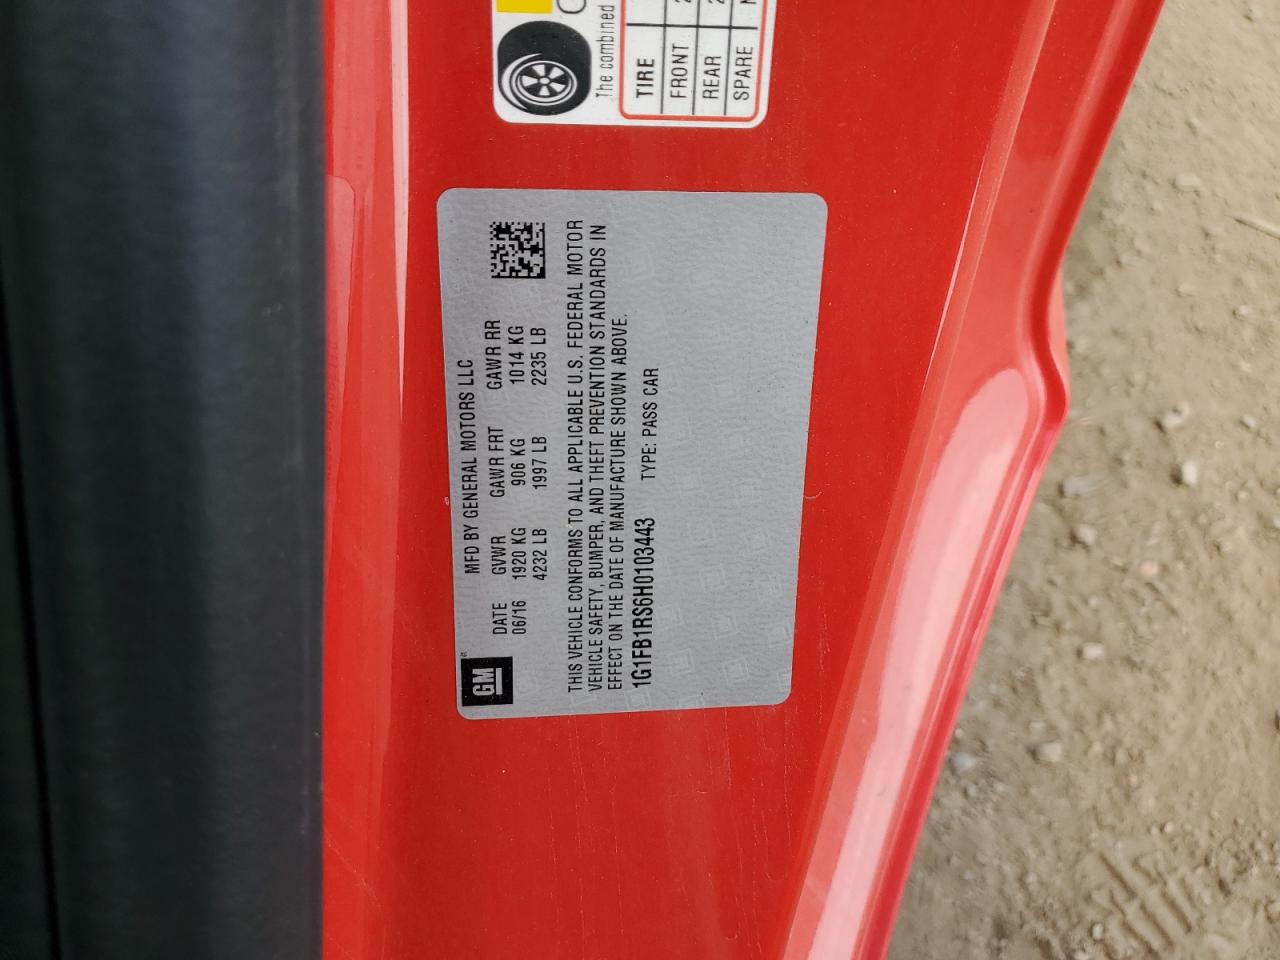 GM
MFD BY GENERAL MOTORS LLC
DATE GVWR GAWR FRT GAWR RR
06/16 1920 KG 906 KG 1014 KG
4232 LB 1997 LB 2235 LB
THIS VEHICLE CONFORMS TO ALL APPLICABLE U.S. FEDERAL MOTOR
VEHICLE SAFETY, BUMPER, AND THEFT PREVENTION STANDARDS IN
EFFECT ON THE DATE OF MANUFACTURE SHOWN ABOVE.
1G1FB1RS6H0103443 TYPE: PASS CAR
The combined
TIRE
FRONT 2
REAR 2
SPARE